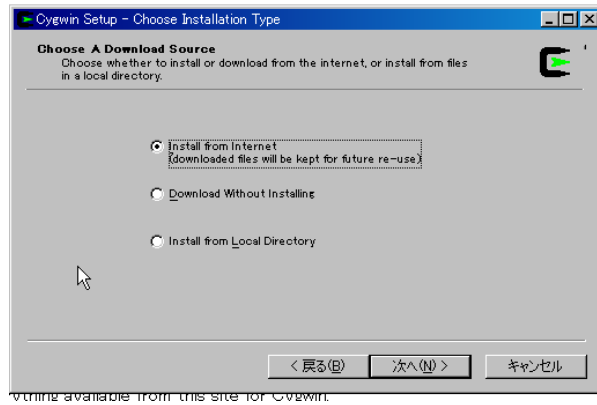 Cygwin Setup - Choose Installation Type
Choose A Download Source
Choose whether to install or download from the internet, or install from files
in a local directory.
Install from Internet
(downloaded files will be kept for future re-use)
Download Without Installing
Install from Local Directory
< 戻る(B)
次へ(N) >
キャンセル
ything available from this site for Cygwin.